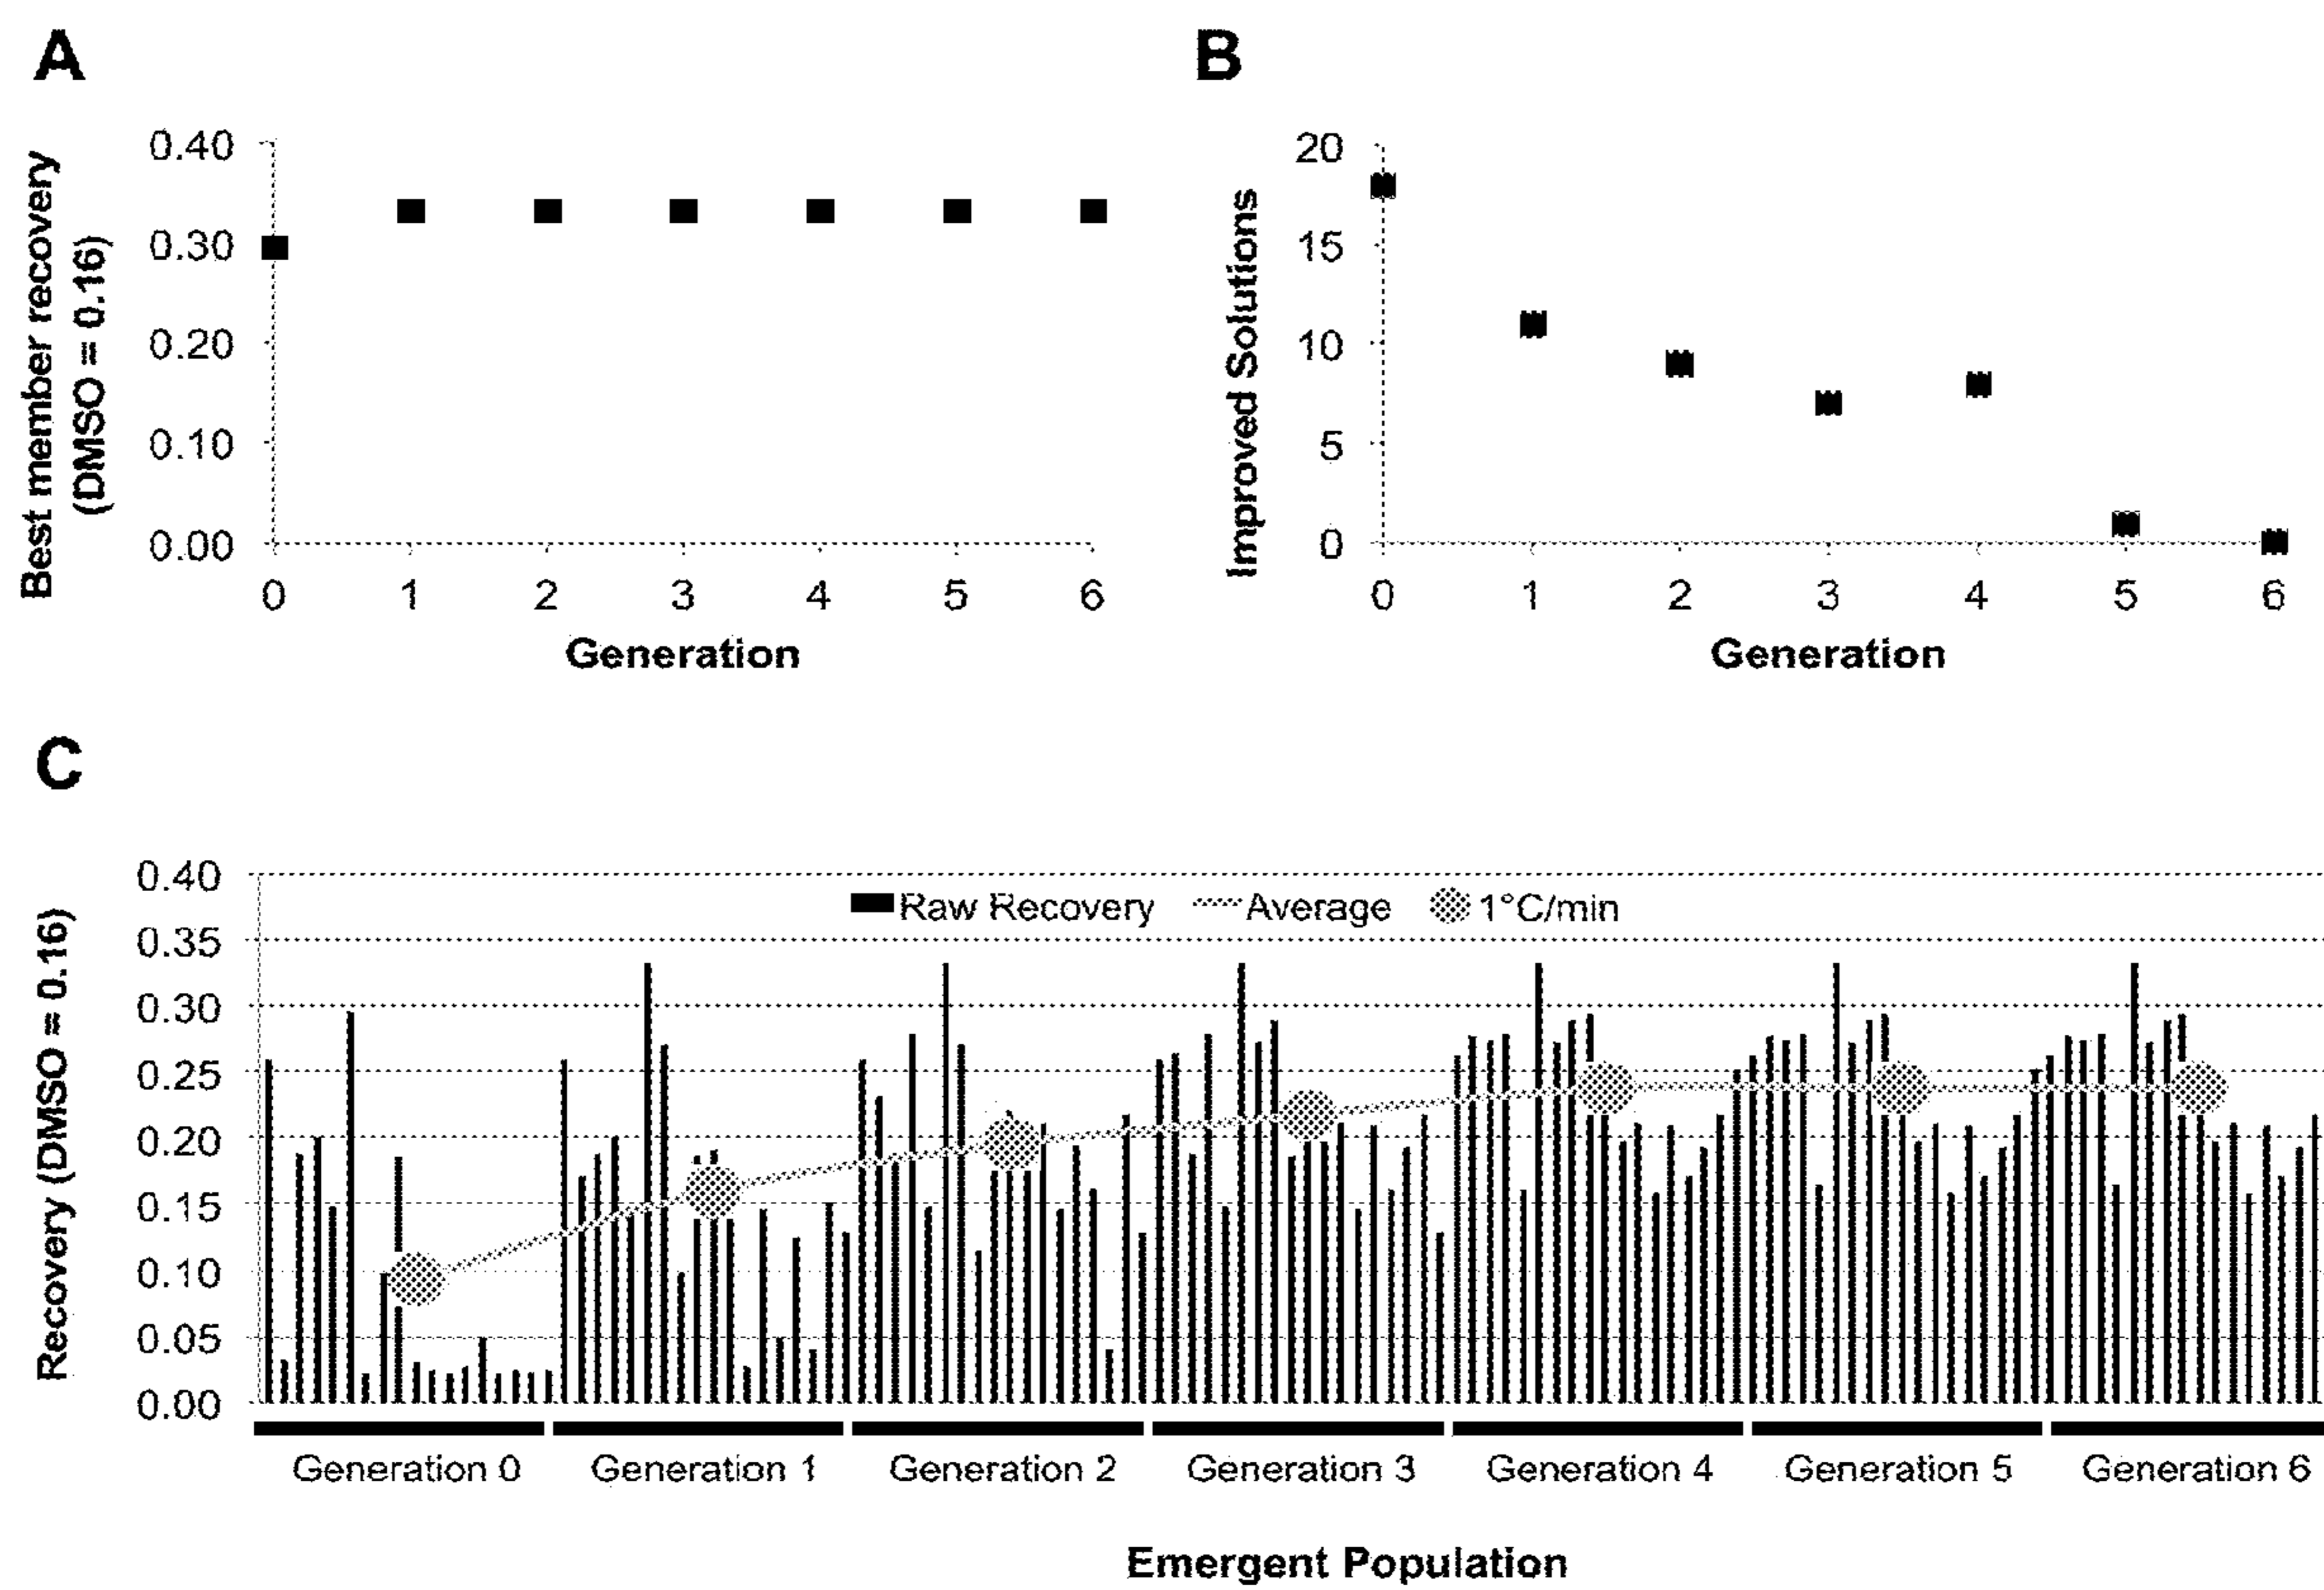 A
Best member recovery
(DMSO = 0.16)
0.40
0.30
0.20
0.10
0.00
0 1 2 3 4 5 6
Generation
B
Improved Solutions
20
15
10
5
0
0 1 2 3 4 5 6
Generation
C
Recovery (DMSO = 0.16)
0.40
0.35
0.30
0.25
0.20
0.15
0.10
0.05
0.00
Raw Recovery Average 1°C/min
Generation 0 Generation 1 Generation 2 Generation 3 Generation 4 Generation 5 Generation 6
Emergent Population